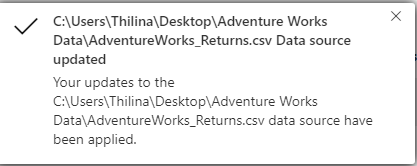 C:\Users\Thilina\Desktop\Adventure Works
Data\AdventureWorks_Returns.csv Data source
updated
Your updates to the
C:\Users\Thilina\Desktop\Adventure Works
Data\AdventureWorks_Returns.csv data source have
been applied.